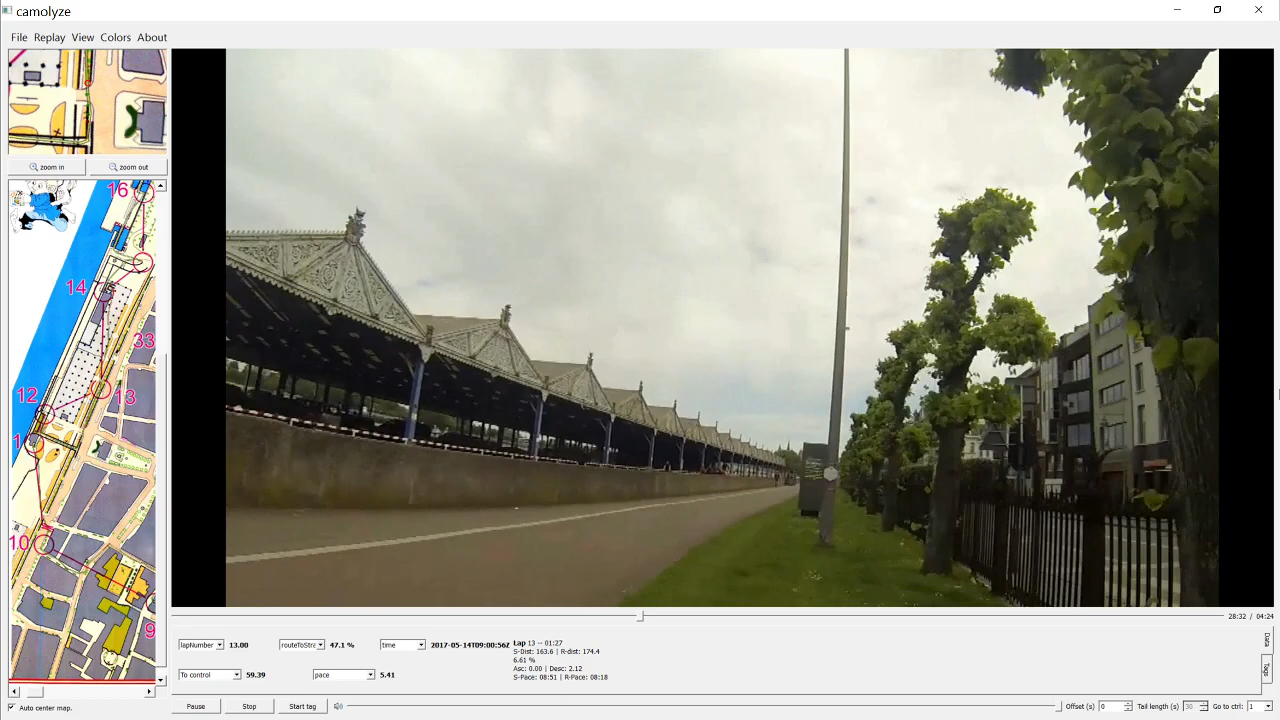 camolyze
File Replay View Colors About
zoom in zoom out
16
14
33
12
13
1
10
9
28:32 / 04:24
lapNumber 13.00 routeToStra 47.1 % time 2017-05-14T09:00:56Z
Lap 13 -- 01:27
S-Dist: 163.6 | R-dist: 174.4
6.61 %
Asc: 0.00 | Desc: 2.12
S-Pace: 08:51 | R-Pace: 08:18
To control 59.39 pace 5.41
Data
Tags
Auto center map.
Pause Stop Start tag
Offset (s) 0 Tail length (s) 30 Go to ctrl: 1